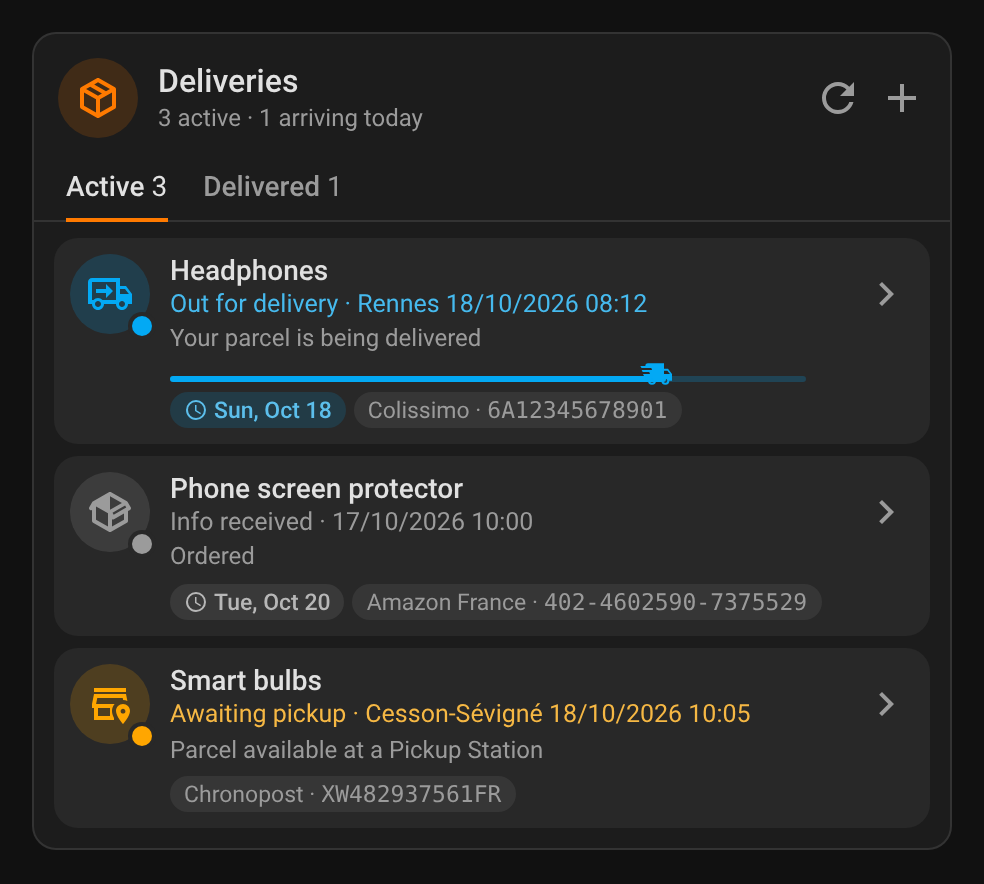 Deliveries
3 active · 1 arriving today
Active 3 Delivered 1
Headphones
Out for delivery · Rennes 18/10/2026 08:12
Your parcel is being delivered
Sun, Oct 18 Colissimo · 6A12345678901
Phone screen protector
Info received · 17/10/2026 10:00
Ordered
Tue, Oct 20 Amazon France · 402-4602590-7375529
Smart bulbs
Awaiting pickup · Cesson-Sévigné 18/10/2026 10:05
Parcel available at a Pickup Station
Chronopost · XW482937561FR